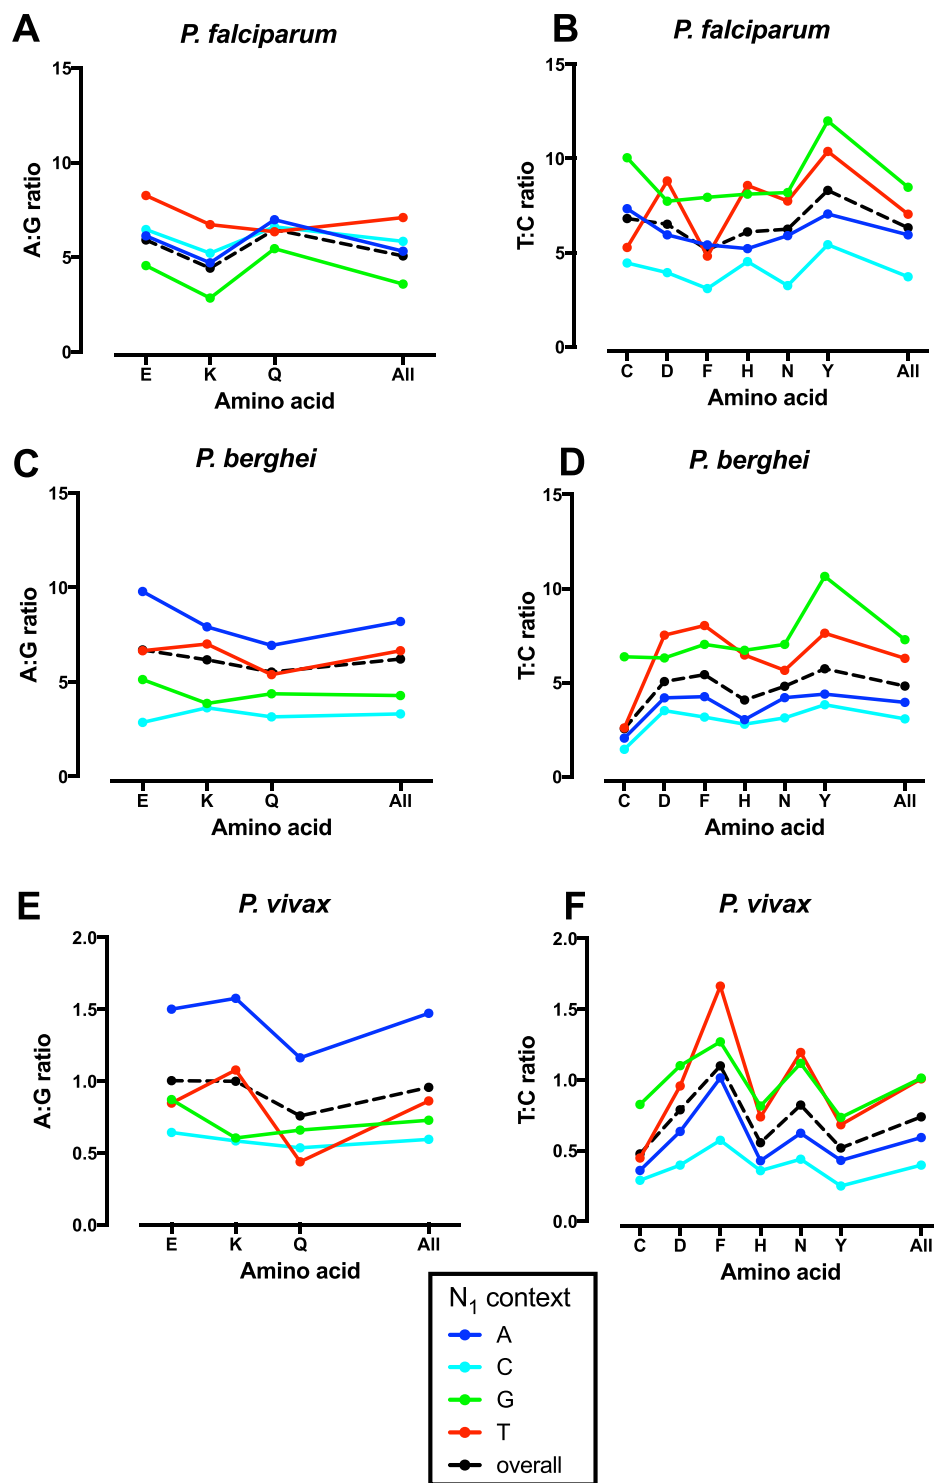 A
P. falciparum
A:G ratio
15
10
5
0
E K Q All
Amino acid
B
P. falciparum
T:C ratio
15
10
5
0
C D F H N Y All
Amino acid
C
P. berghei
A:G ratio
15
10
5
0
E K Q All
Amino acid
D
P. berghei
T:C ratio
15
10
5
0
C D F H N Y All
Amino acid
E
P. vivax
A:G ratio
2.0
1.5
1.0
0.5
0.0
E K Q All
Amino acid
F
P. vivax
T:C ratio
2.0
1.5
1.0
0.5
0.0
C D F H N Y All
Amino acid
N1 context
A
C
G
T
overall